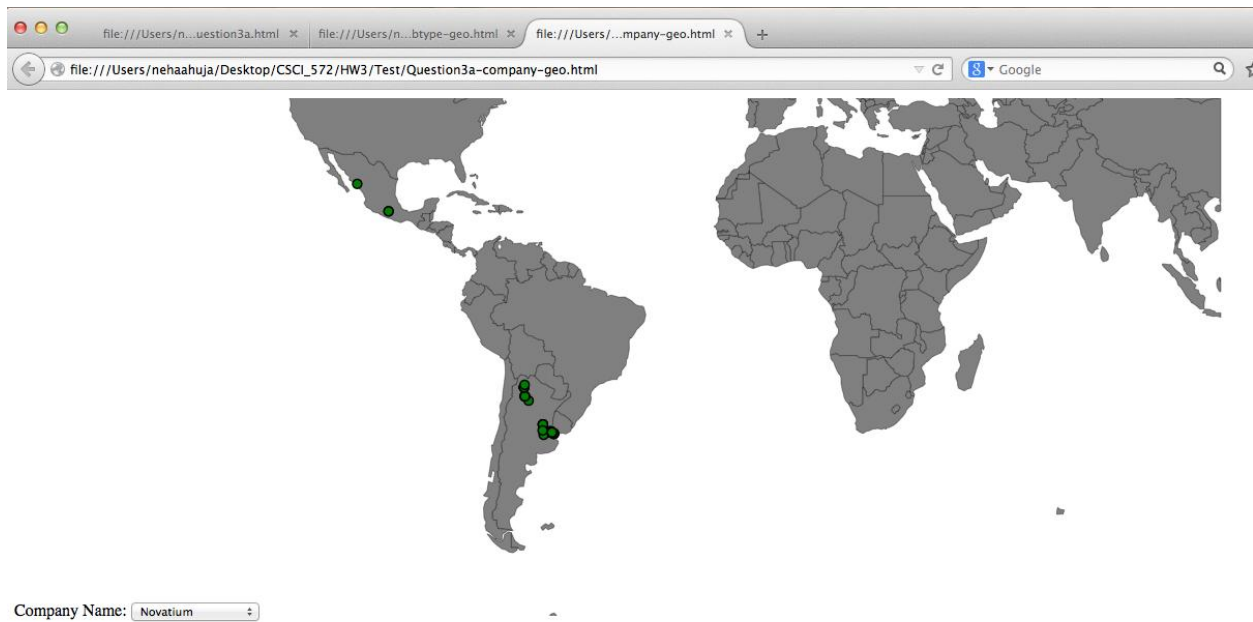 file:///Users/n...uestion3a.html
file:///Users/n...btype-geo.html
file:///Users/...mpany-geo.html
file:///Users/nehaahuja/Desktop/CSCI_572/HW3/Test/Question3a-company-geo.html
Google
Company Name: Novatium